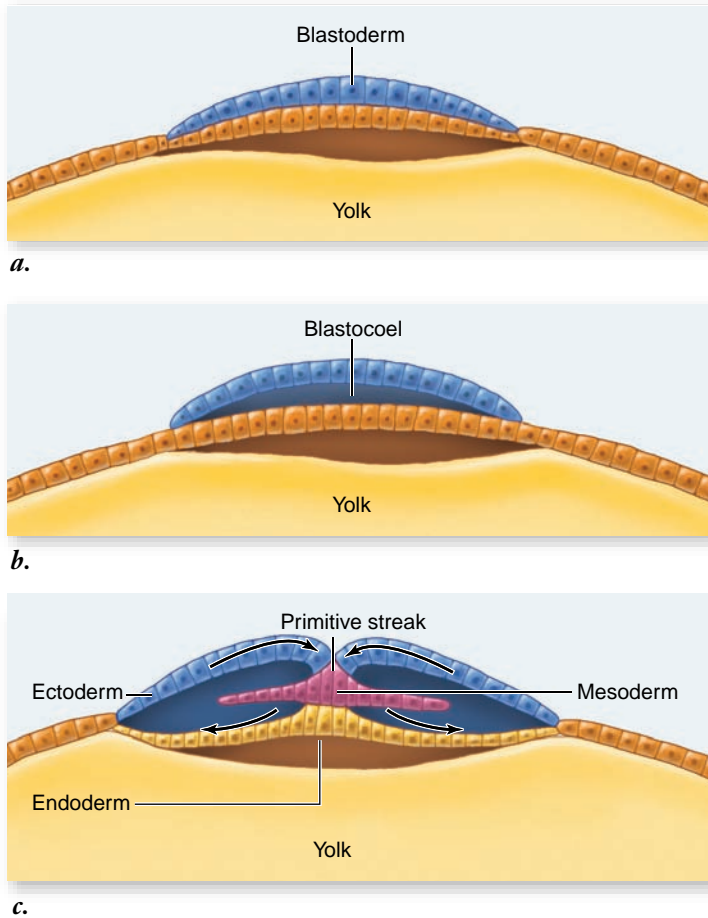 Blastoderm
Yolk
a.
Blastocoel
Yolk
b.
Primitive streak
Ectoderm
Mesoderm
Endoderm
Yolk
c.